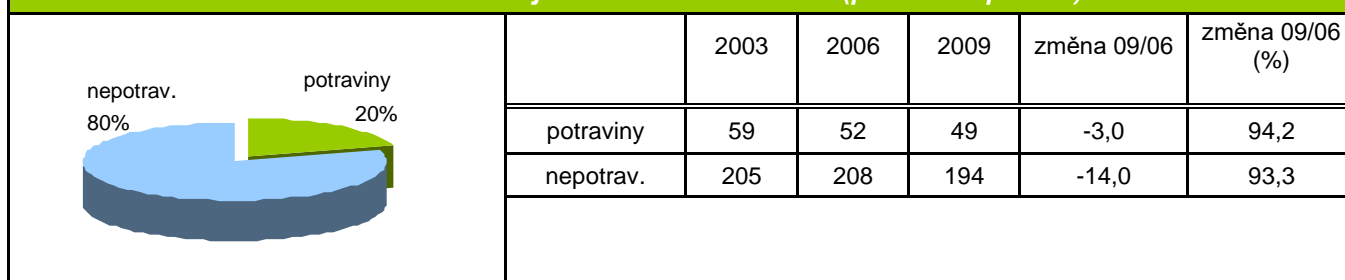 nepotrav.
80%
potraviny
20%
2003 2006 2009 změna 09/06 změna 09/06 (%)
potraviny 59 52 49 -3,0 94,2
nepotrav. 205 208 194 -14,0 93,3